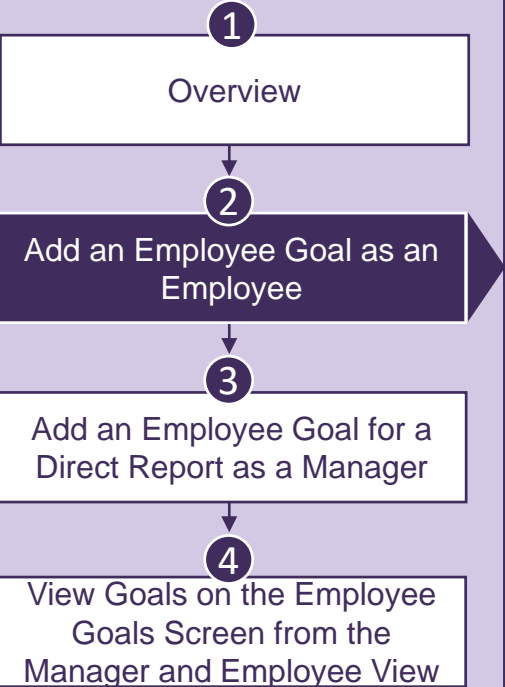 1
Overview
2
Add an Employee Goal as an
Employee
3
Add an Employee Goal for a
Direct Report as a Manager
4
View Goals on the Employee
Goals Screen from the
Manager and Employee View